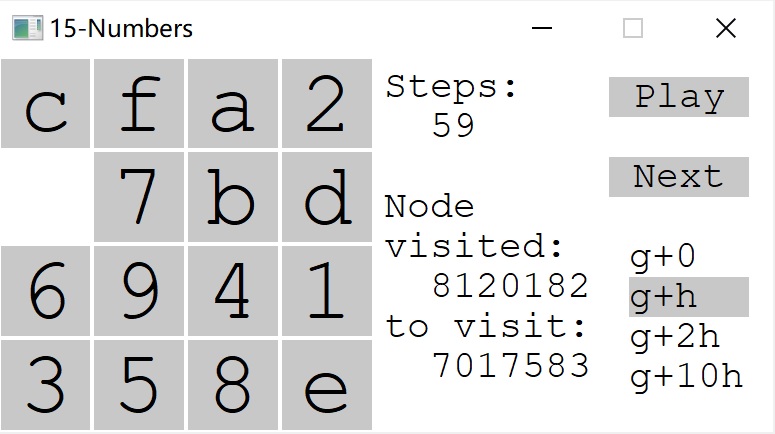 15-Numbers
c f a 2
7 b d
6 9 4 1
3 5 8 e
Steps:
59
Node
visited:
8120182
to visit:
7017583
Play
Next
g+0
g+h
g+2h
g+10h